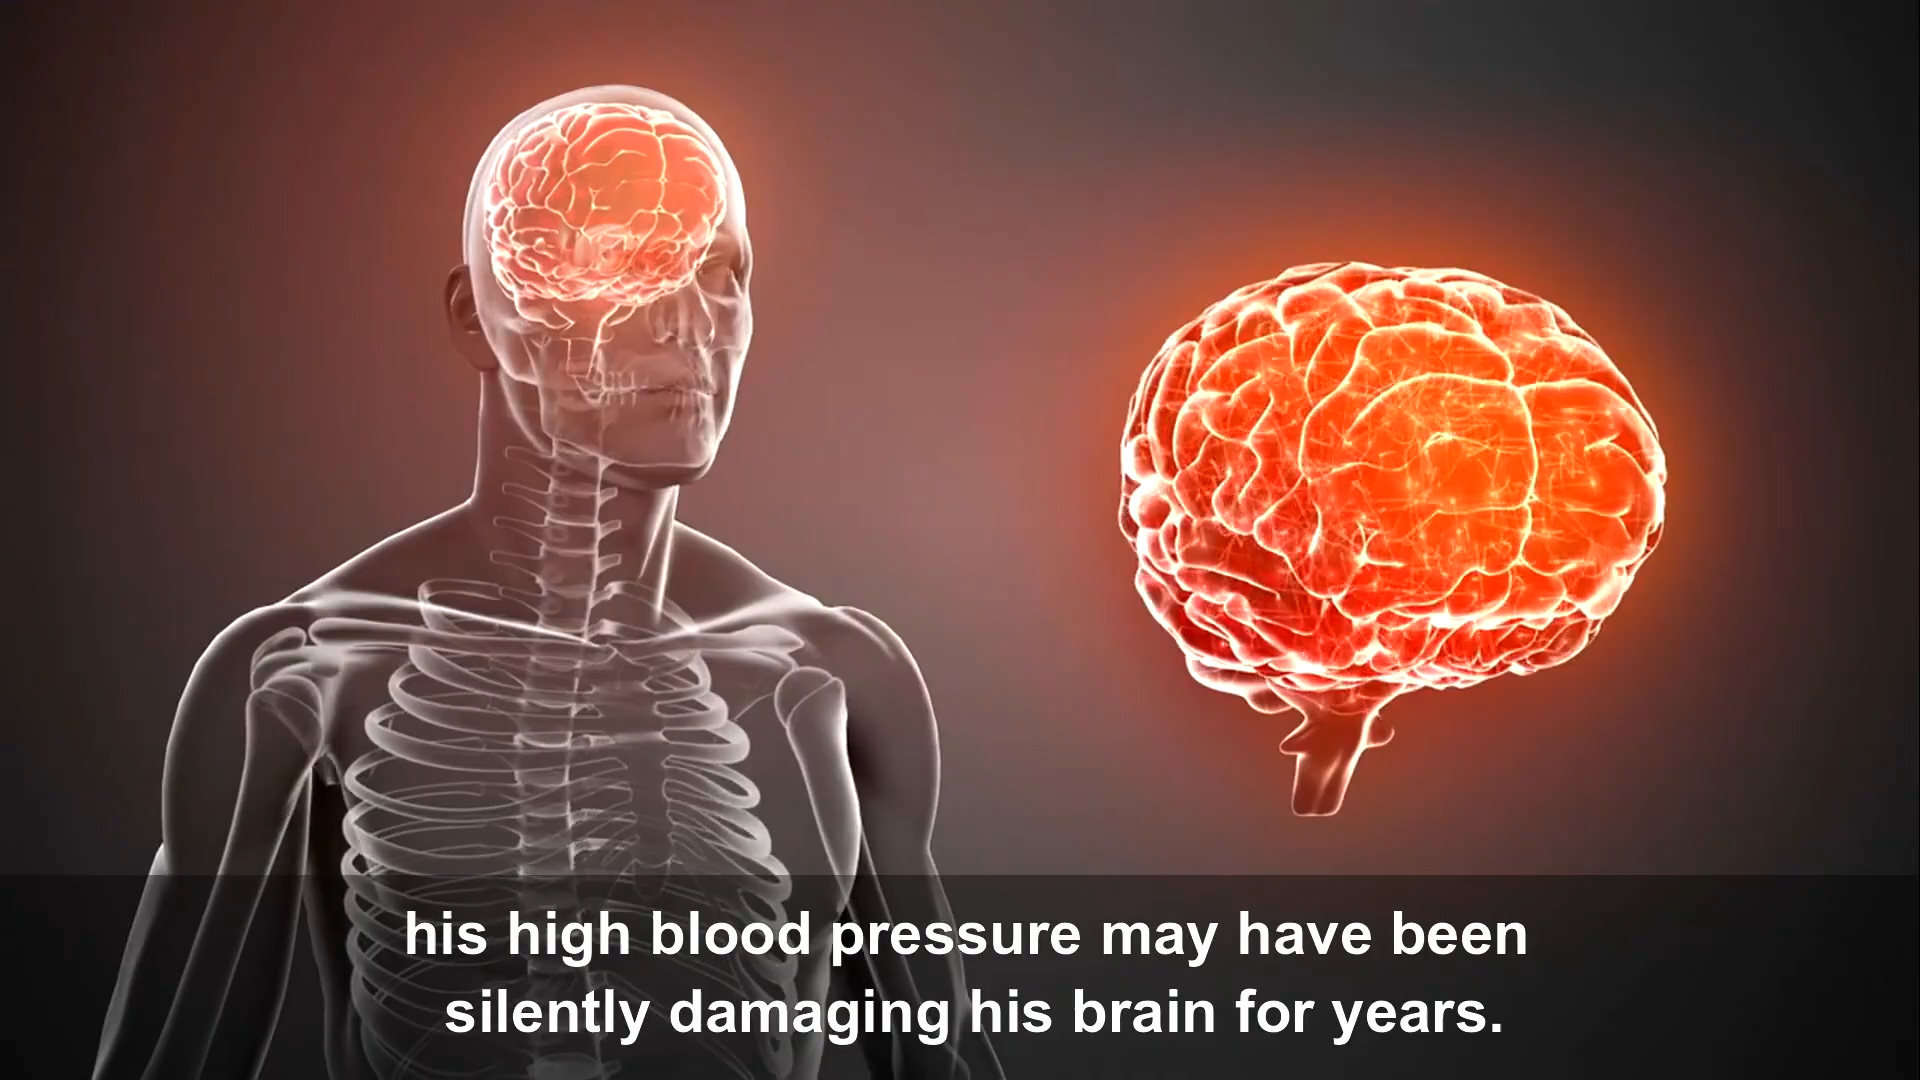 his high blood pressure may have been
silently damaging his brain for years.